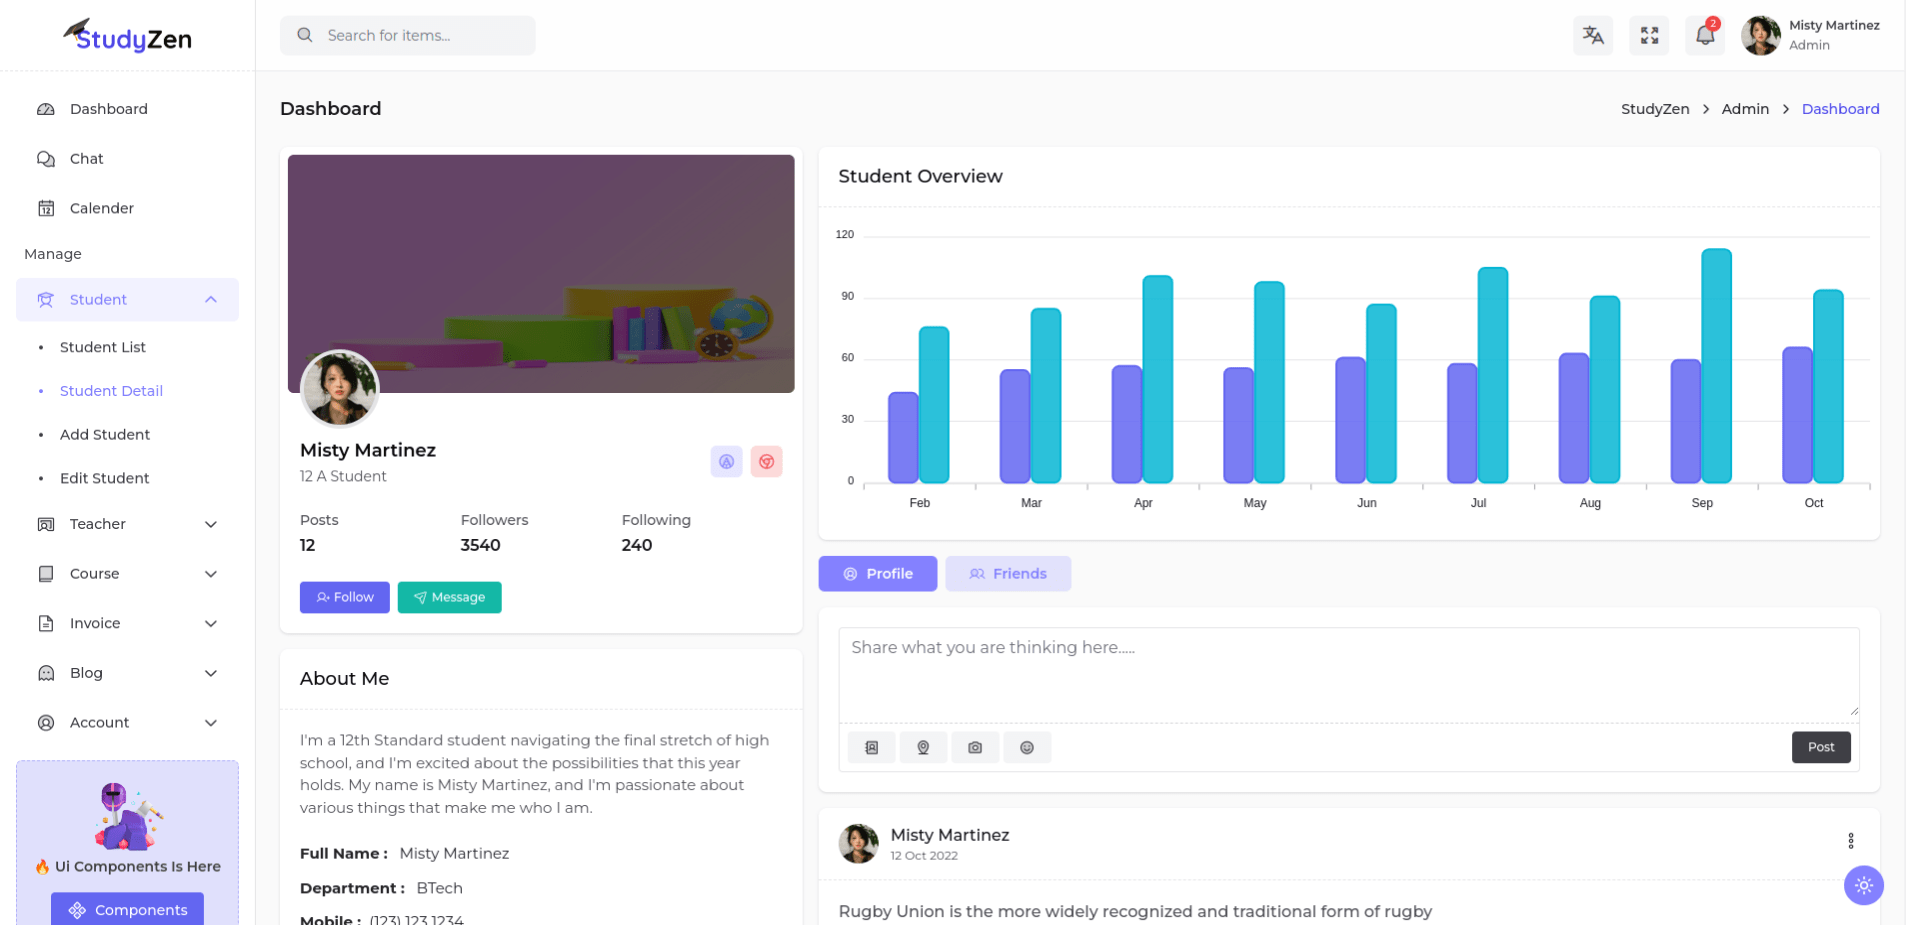 StudyZen
Search for items...
2
Misty Martinez
Admin
Dashboard
Chat
12
Calender
Manage
Student
Student List
Student Detail
Add Student
Edit Student
Teacher
Course
Invoice
Blog
Account
🔥 Ui Components Is Here
Components
Dashboard
StudyZen > Admin > Dashboard
Misty Martinez
12 A Student
Posts Followers Following
12 3540 240
Follow Message
About Me
I'm a 12th Standard student navigating the final stretch of high
school, and I'm excited about the possibilities that this year
holds. My name is Misty Martinez, and I'm passionate about
various things that make me who I am.
Full Name : Misty Martinez
Department : BTech
Mobile : (123) 123 1234
Student Overview
120
90
60
30
0
Feb Mar Apr May Jun Jul Aug Sep Oct
Profile Friends
Share what you are thinking here.....
Post
Misty Martinez
12 Oct 2022
Rugby Union is the more widely recognized and traditional form of rugby